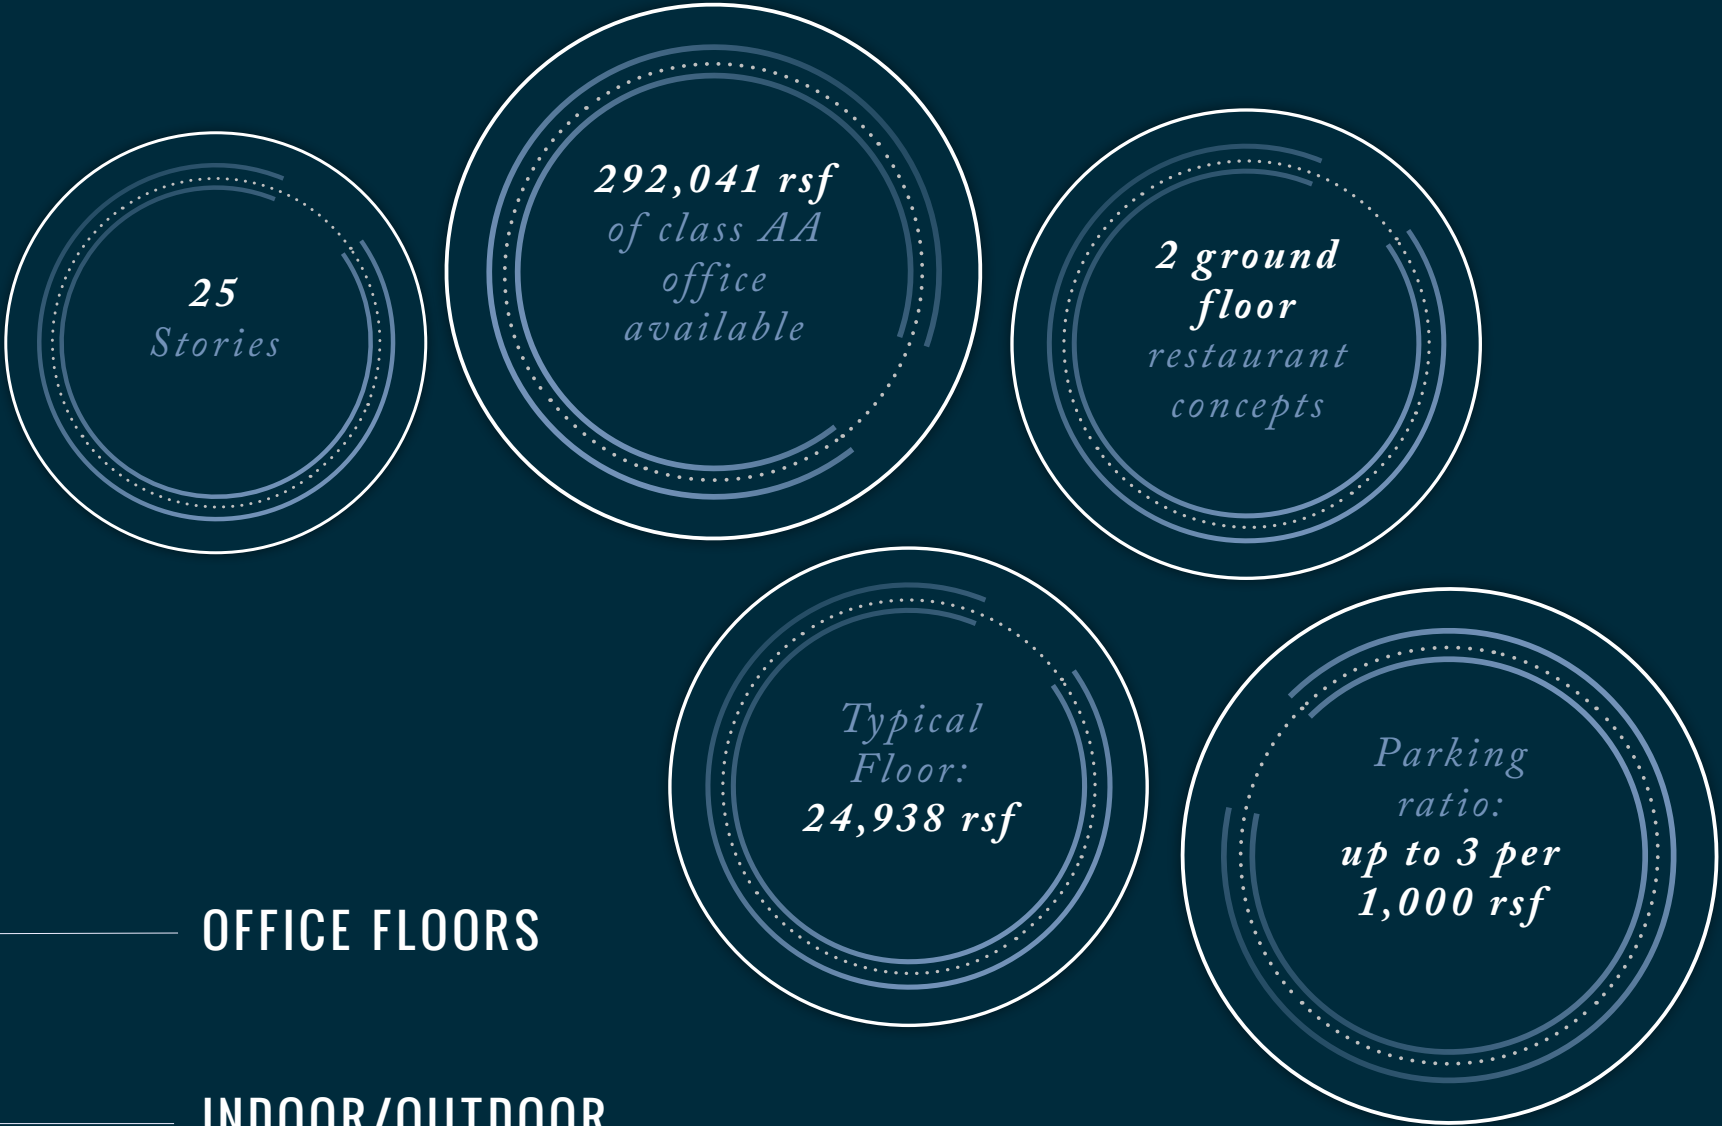 25
Stories
292,041 rsf
of class AA
office
available
2 ground
floor
restaurant
concepts
Typical
Floor:
24,938 rsf
Parking
ratio:
up to 3 per
1,000 rsf
OFFICE FLOORS
INDOOR/OUTDOOR